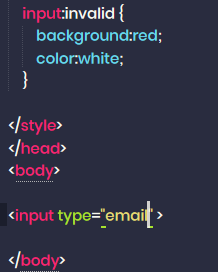 input:invalid {
background:red;
color:white;
}
</style>
</head>
<body>
<input type="email" >
</body>